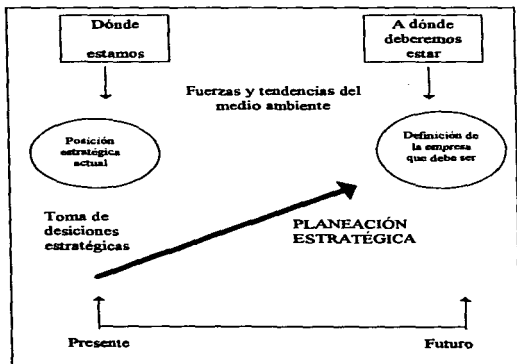 Dónde
estamos
A dónde
deberemos
estar
Fuerzas y tendencias del
medio ambiente
Posición
estratégica
actual
Definición de
la empresa
que debe ser
Toma de
desiciones
estratégicas
PLANEACIÓN
ESTRATÉGICA
Presente
Futuro